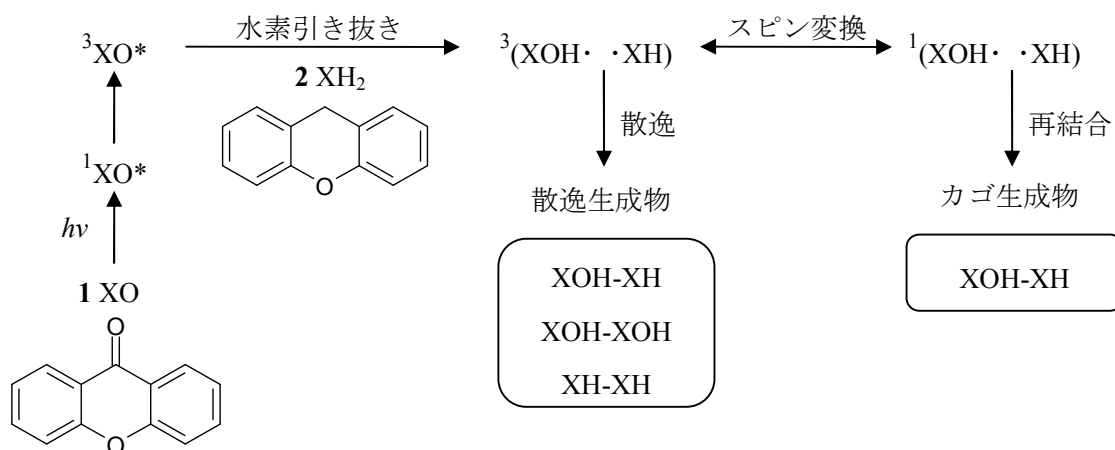 ³XO* 水素引き抜き ³(XOH・ ・XH) スピン変換 ¹(XOH・ ・XH)
2 XH₂
散逸 再結合
¹XO*
O
散逸生成物 カゴ生成物
hν
XOH-XH XOH-XH
1 XO
O
XOH-XOH
XH-XH
O